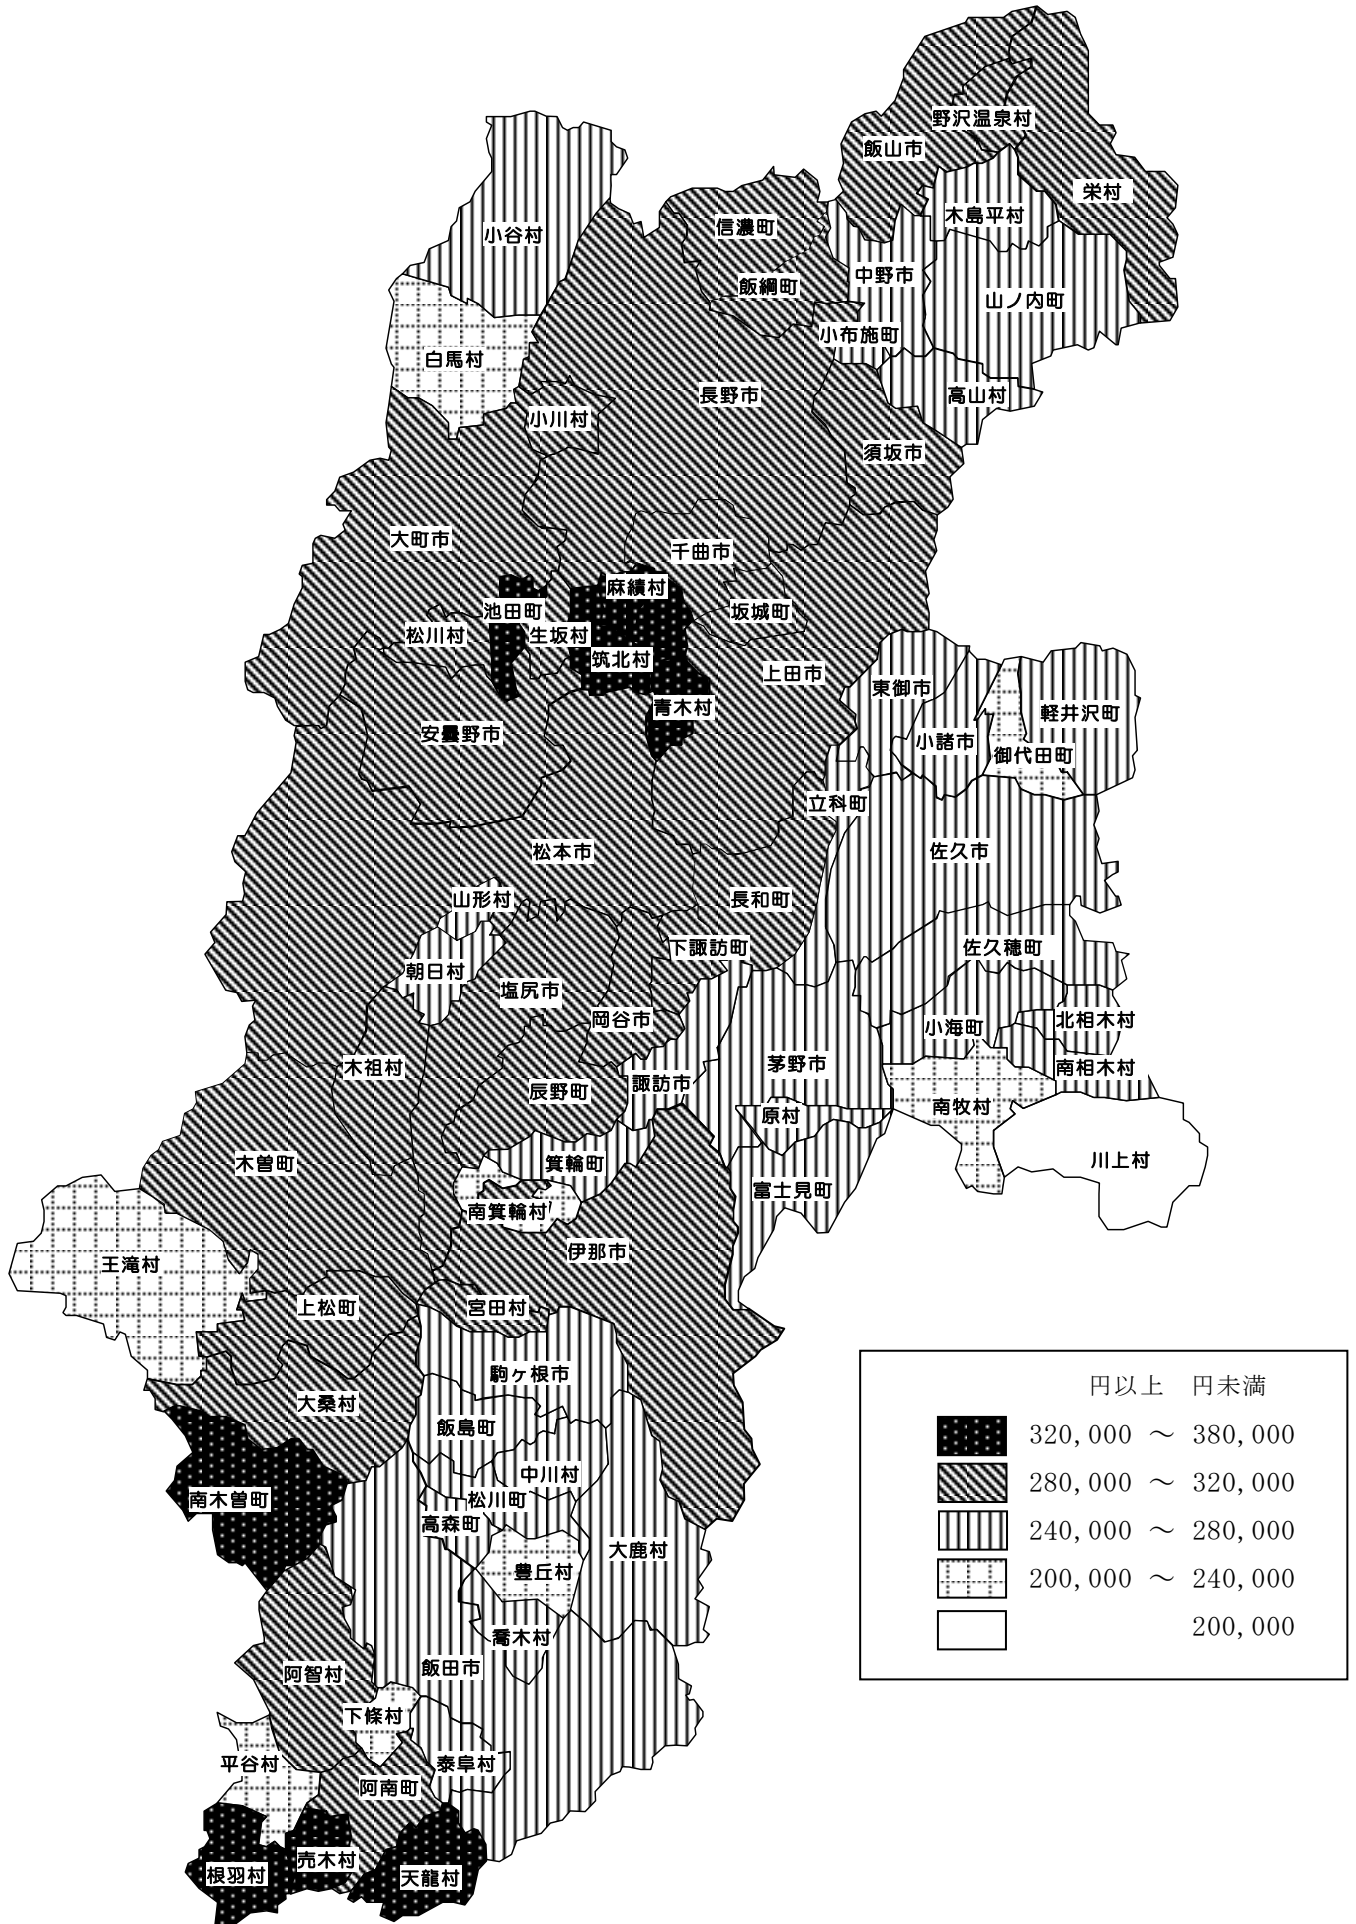 野沢温泉村
飯山市
栄村
木島平村
信濃町
小谷村
中野市
飯綱町
山ノ内町
小布施町
白馬村
長野市
高山村
小川村
須坂市
大町市
千曲市
麻績村
池田町
坂城町
松川村
生坂村
筑北村
上田市
東御市
青木村
軽井沢町
安曇野市
小諸市
御代田町
立科町
松本市
佐久市
山形村
長和町
下諏訪町
佐久穂町
朝日村
塩尻市
岡谷市
北相木村
小海町
木祖村
茅野市
南相木村
諏訪市
辰野町
南牧村
原村
木曽町
箕輪町
川上村
富士見町
南箕輪村
伊那市
王滝村
上松町
宮田村
駒ヶ根市
大桑村
飯島町
中川村
南木曽町
松川町
高森町
大鹿村
豊丘村
喬木村
飯田市
阿智村
下條村
平谷村
泰阜村
阿南町
売木村
根羽村
天龍村
円以上 円未満
320,000 ～ 380,000
280,000 ～ 320,000
240,000 ～ 280,000
200,000 ～ 240,000
200,000